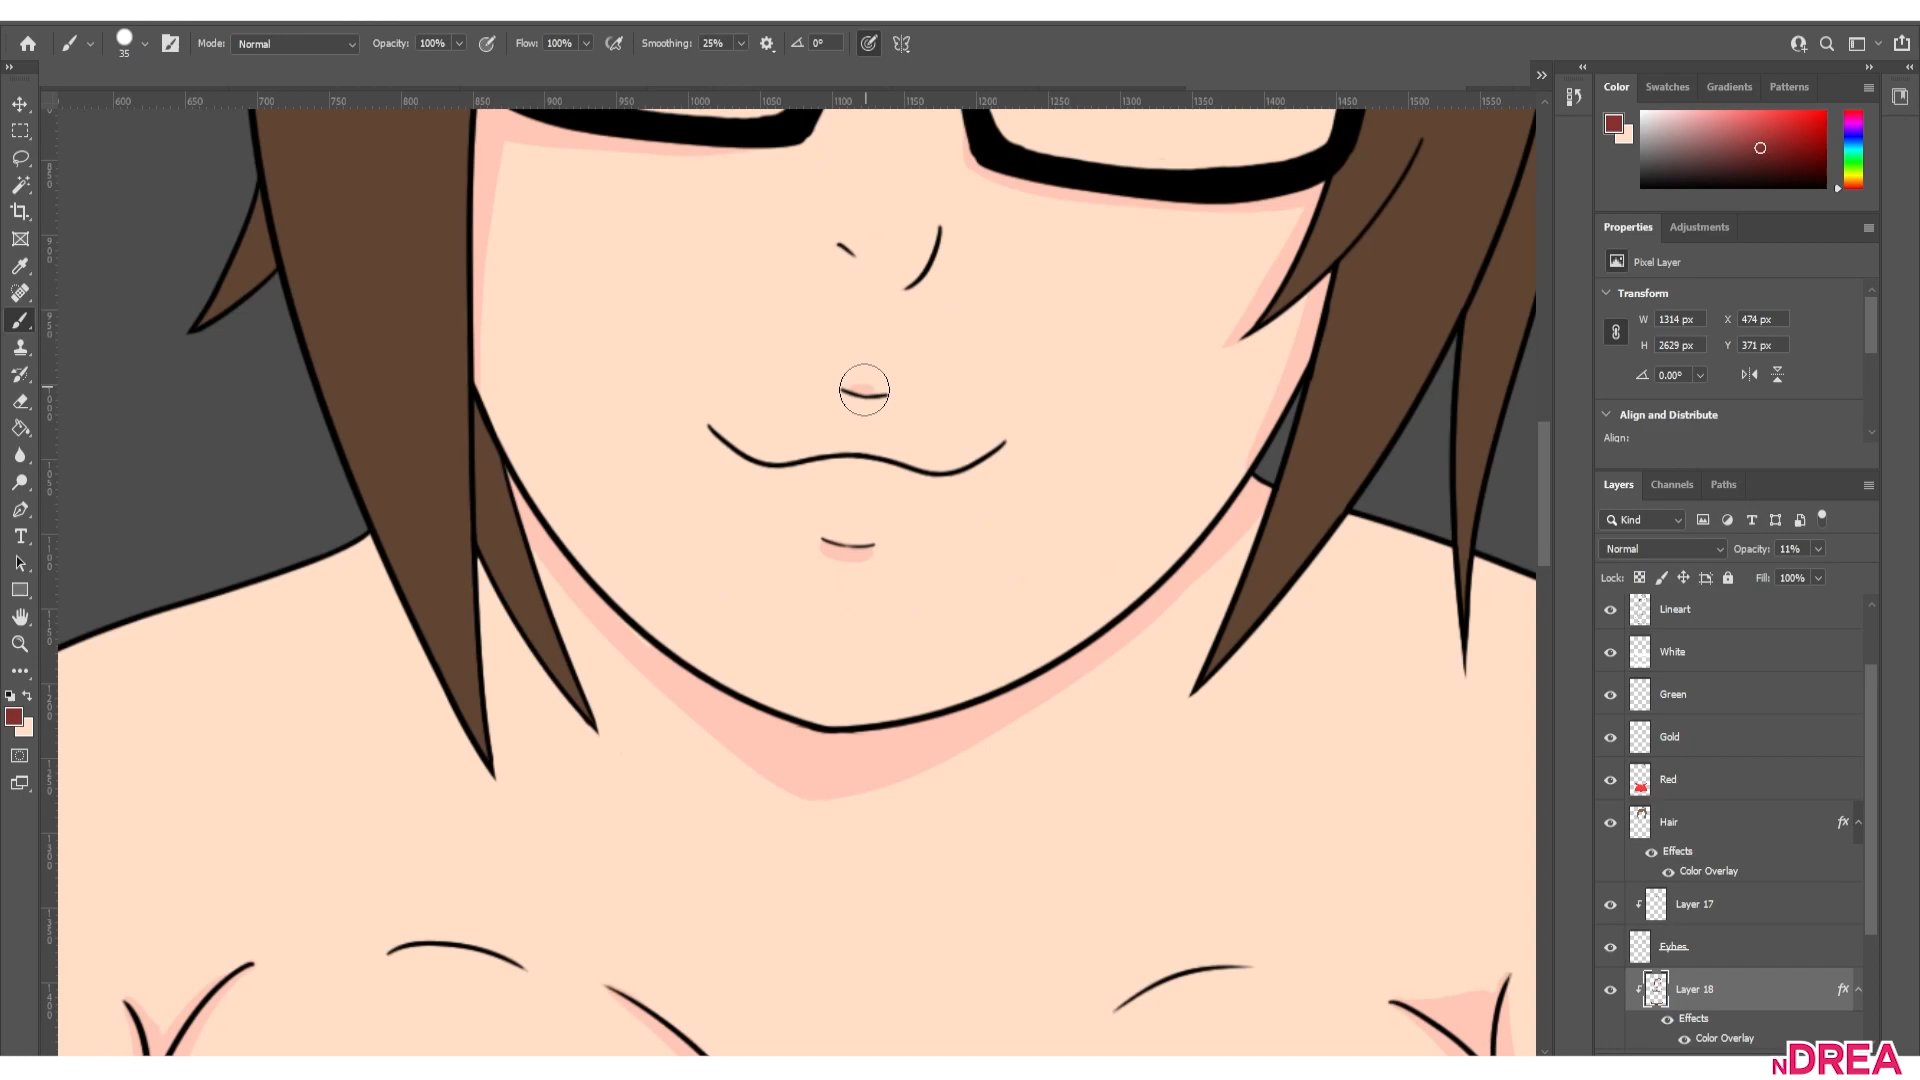 35
Mode: Normal
Opacity: 100%
Flow: 100%
Smoothing: 25%
0°
600 650 700 750 800 850 900 950 1000 1050 1100 1150 1200 1250 1300 1350 1400 1450 1500 1550
Color Swatches Gradients Patterns
Properties Adjustments
Pixel Layer
Transform
W 1314 px X 474 px
H 2629 px Y 371 px
0.00°
Align and Distribute
Align:
Layers Channels Paths
Kind
Normal Opacity: 11%
Lock: Fill: 100%
Lineart
White
Green
Gold
Red
Hair fx
Effects
Color Overlay
Layer 17
Eyhes
Layer 18 fx
Effects
Color Overlay
nDREA